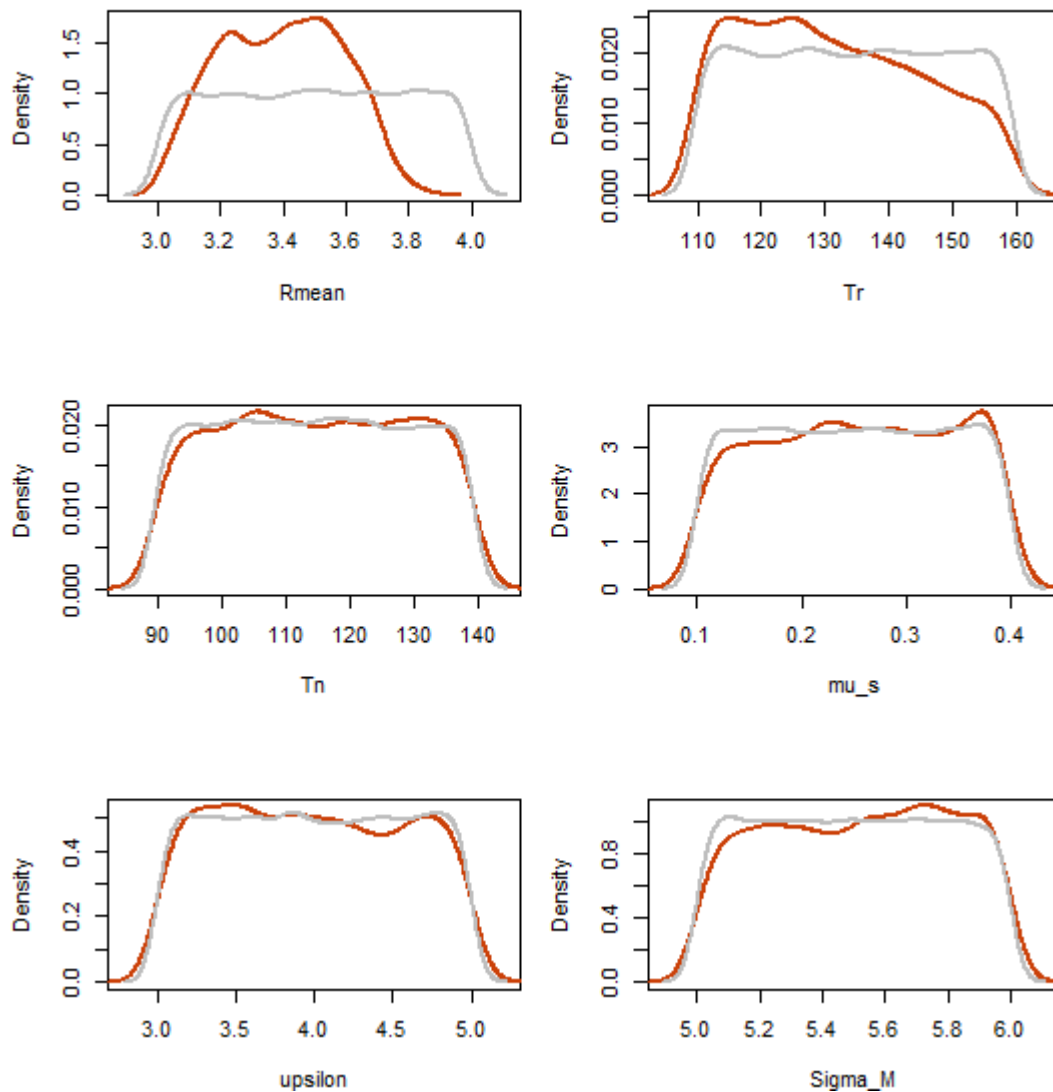 Density
0.0 0.5 1.0 1.5
3.0 3.2 3.4 3.6 3.8 4.0
Rmean
Density
0.000 0.010 0.020
110 120 130 140 150 160
Tr
Density
0.000 0.010 0.020
90 100 110 120 130 140
Tn
Density
0 1 2 3
0.1 0.2 0.3 0.4
mu_s
Density
0.0 0.2 0.4
3.0 3.5 4.0 4.5 5.0
upsilon
Density
0.0 0.4 0.8
5.0 5.2 5.4 5.6 5.8 6.0
Sigma_M